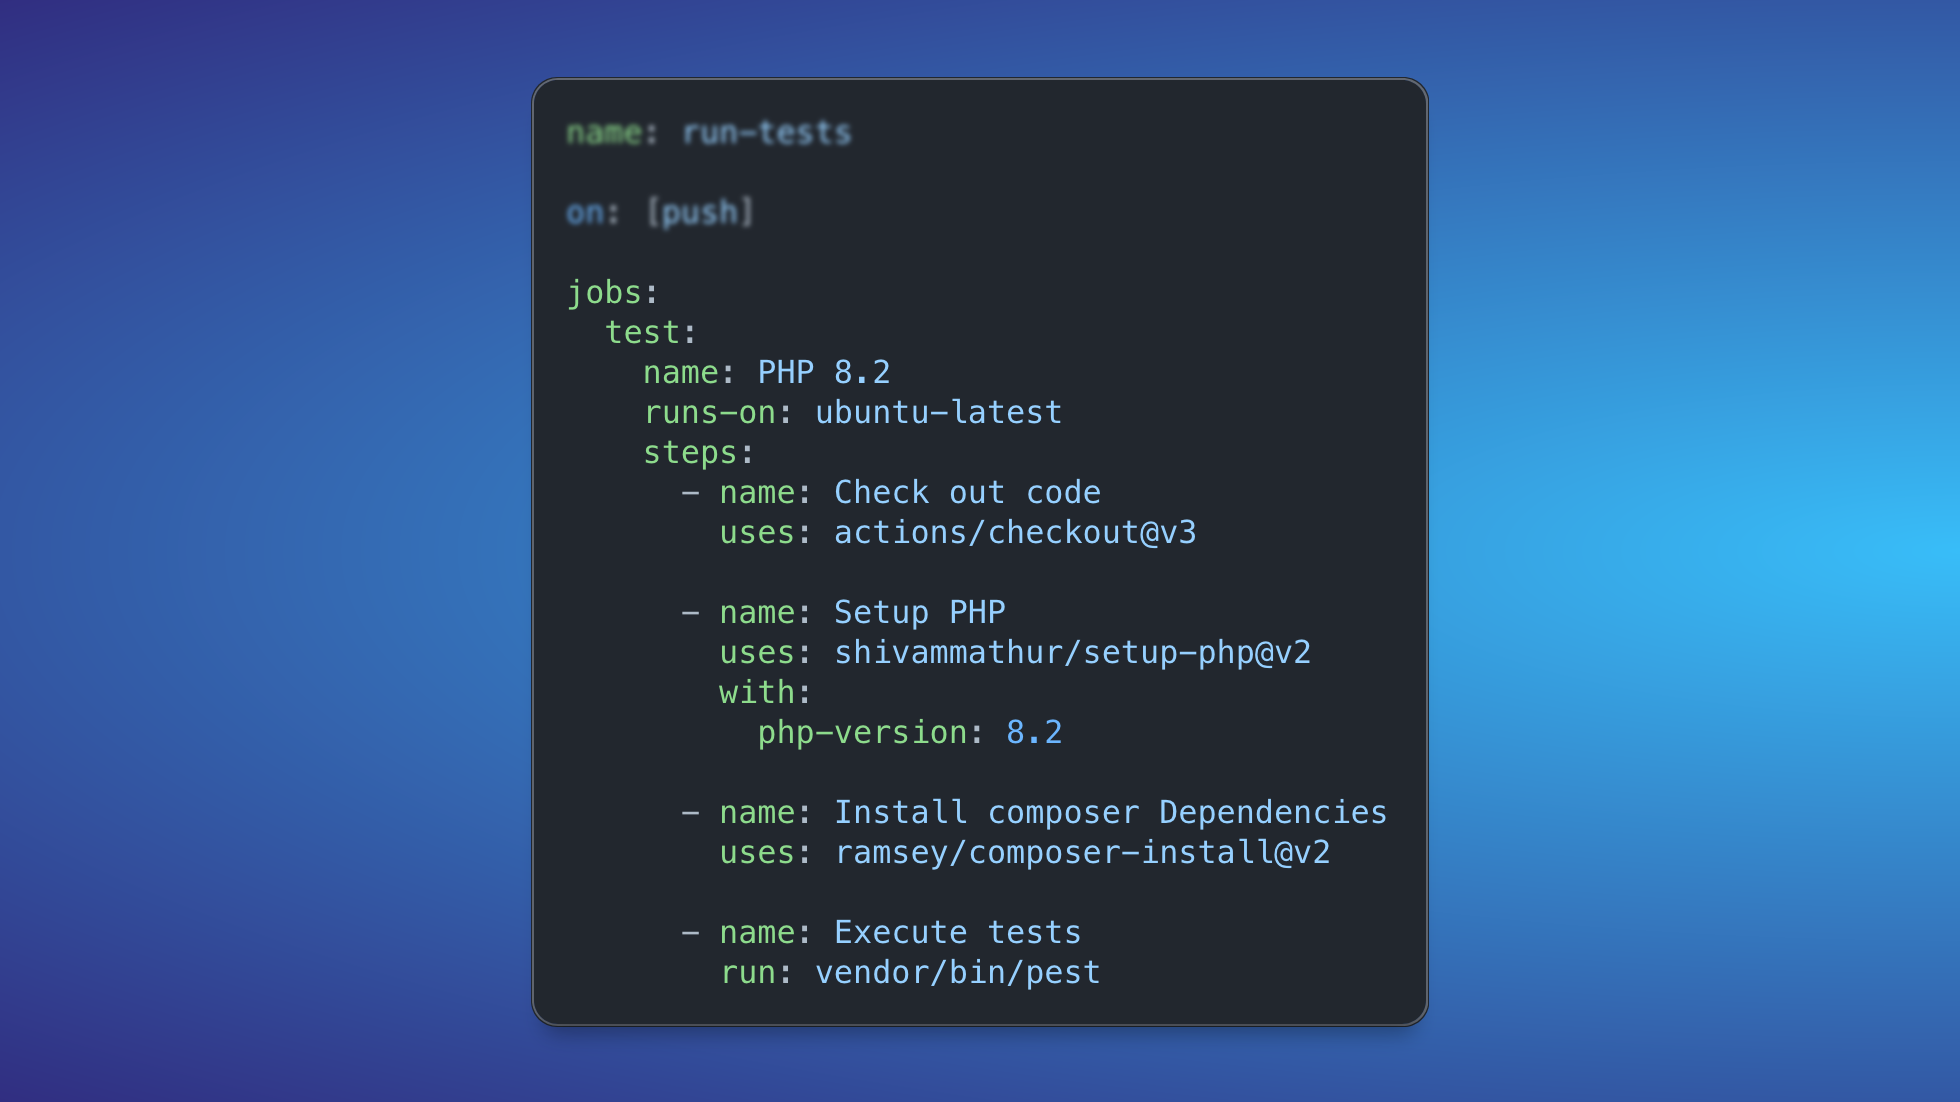 name: run-tests
on: [push]
jobs:
  test:
    name: PHP 8.2
    runs-on: ubuntu-latest
    steps:
      - name: Check out code
        uses: actions/checkout@v3
      - name: Setup PHP
        uses: shivammathur/setup-php@v2
        with:
          php-version: 8.2
      - name: Install composer Dependencies
        uses: ramsey/composer-install@v2
      - name: Execute tests
        run: vendor/bin/pest